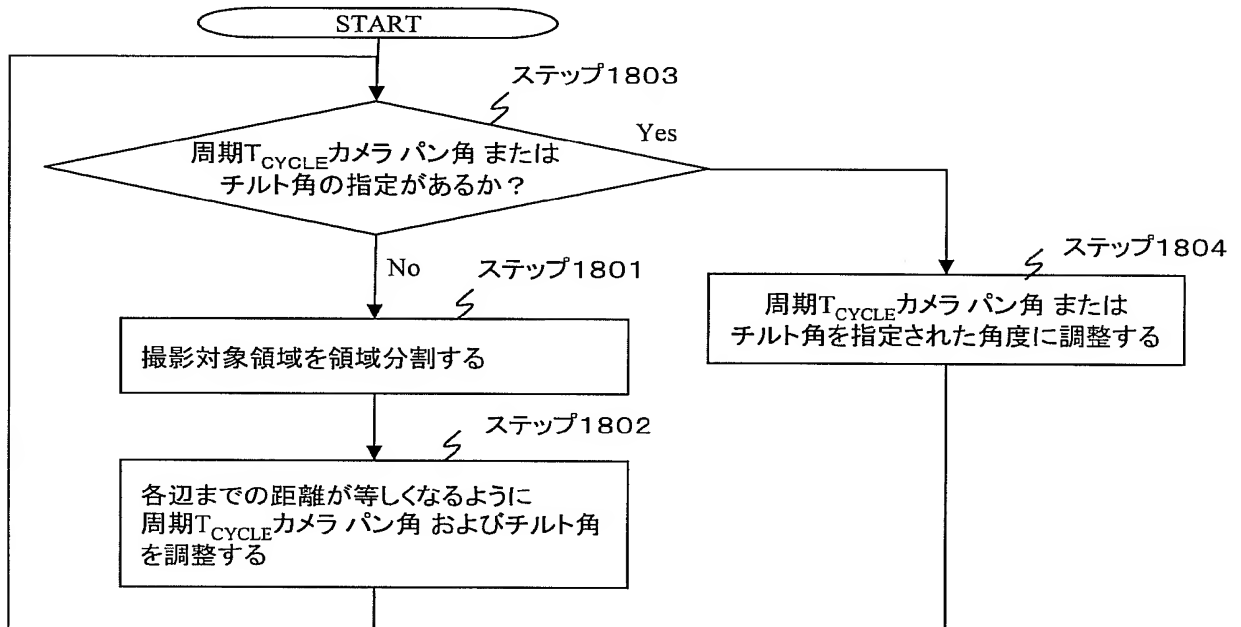 START
ステップ1803
周期TCYCLEカメラ パン角 または
チルト角の指定があるか?
Yes
No
ステップ1801
撮影対象領域を領域分割する
ステップ1802
各辺までの距離が等しくなるように
周期TCYCLEカメラ パン角 およびチルト角
を調整する
ステップ1804
周期TCYCLEカメラ パン角 または
チルト角を指定された角度に調整する